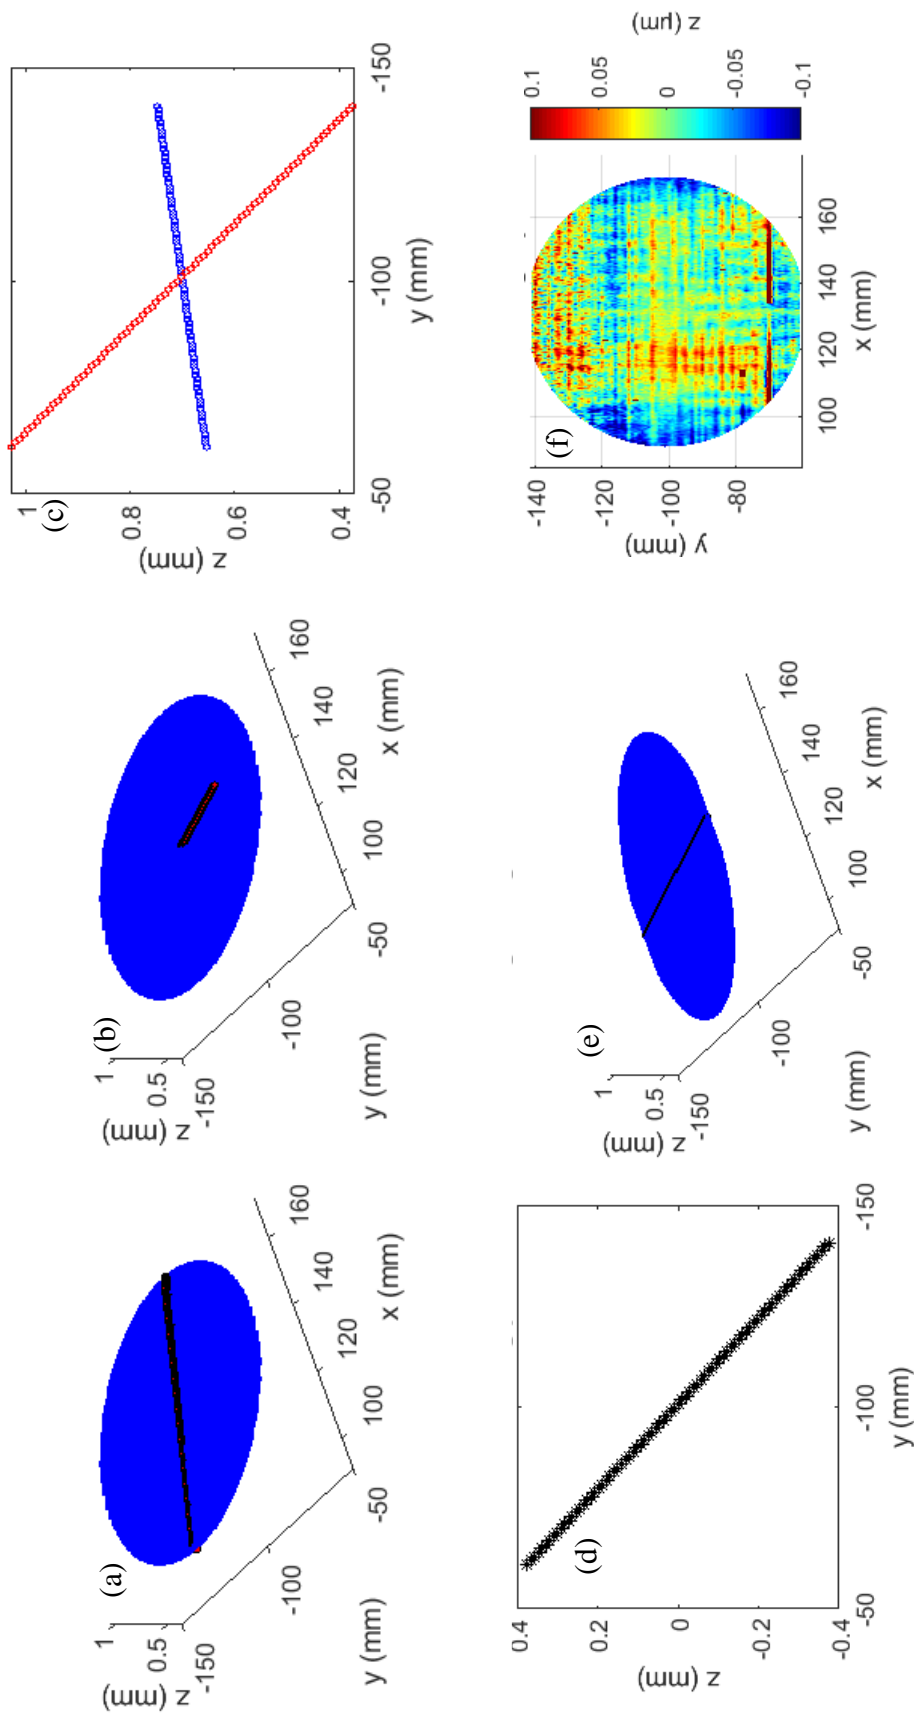 (a)
z (mm)
1
0.5
-150
-100
-50
y (mm)
100
120
140
160
x (mm)
(b)
z (mm)
1
0.5
-150
-100
-50
y (mm)
100
120
140
160
x (mm)
(c)
z (mm)
1
0.8
0.6
0.4
-50
-100
-150
y (mm)
(d)
z (mm)
0.4
0.2
0
-0.2
-0.4
-50
-100
-150
y (mm)
(e)
z (mm)
1
0.5
-150
-100
-50
y (mm)
100
120
140
160
x (mm)
(f)
y (mm)
-140
-120
-100
-80
100
120
140
160
x (mm)
0.1
0.05
0
-0.05
-0.1
z (µm)